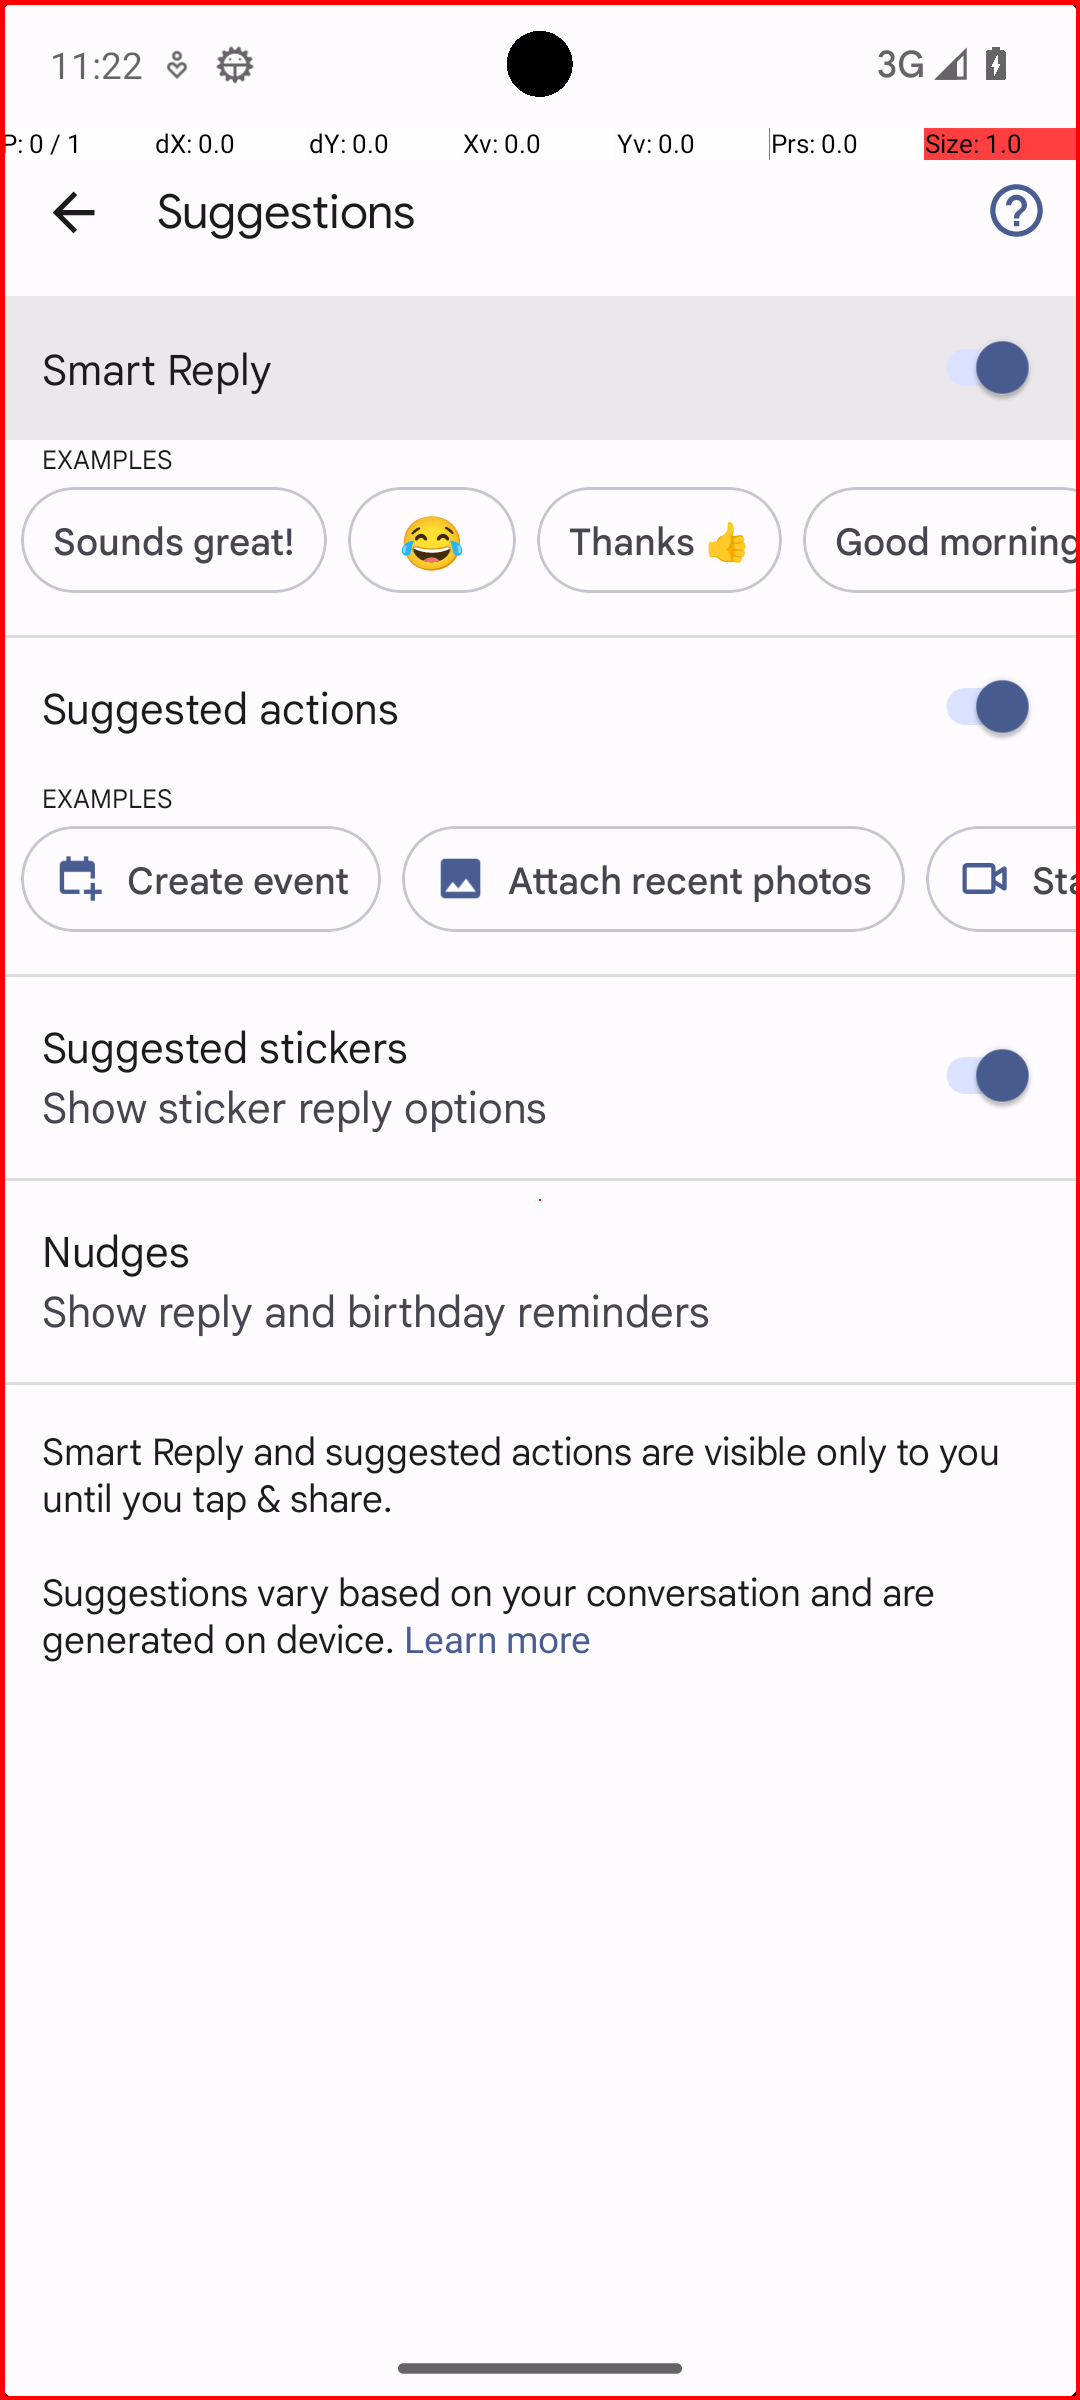 11:22
3G
P: 0 / 1 dX: 0.0 dY: 0.0 Xv: 0.0 Yv: 0.0 Prs: 0.0 Size: 1.0
Suggestions
Smart Reply
EXAMPLES
Sounds great! 😂 Thanks 👍 Good morning
Suggested actions
EXAMPLES
Create event Attach recent photos Sta
Suggested stickers
Show sticker reply options
Nudges
Show reply and birthday reminders
Smart Reply and suggested actions are visible only to you
until you tap & share.
Suggestions vary based on your conversation and are
generated on device. Learn more